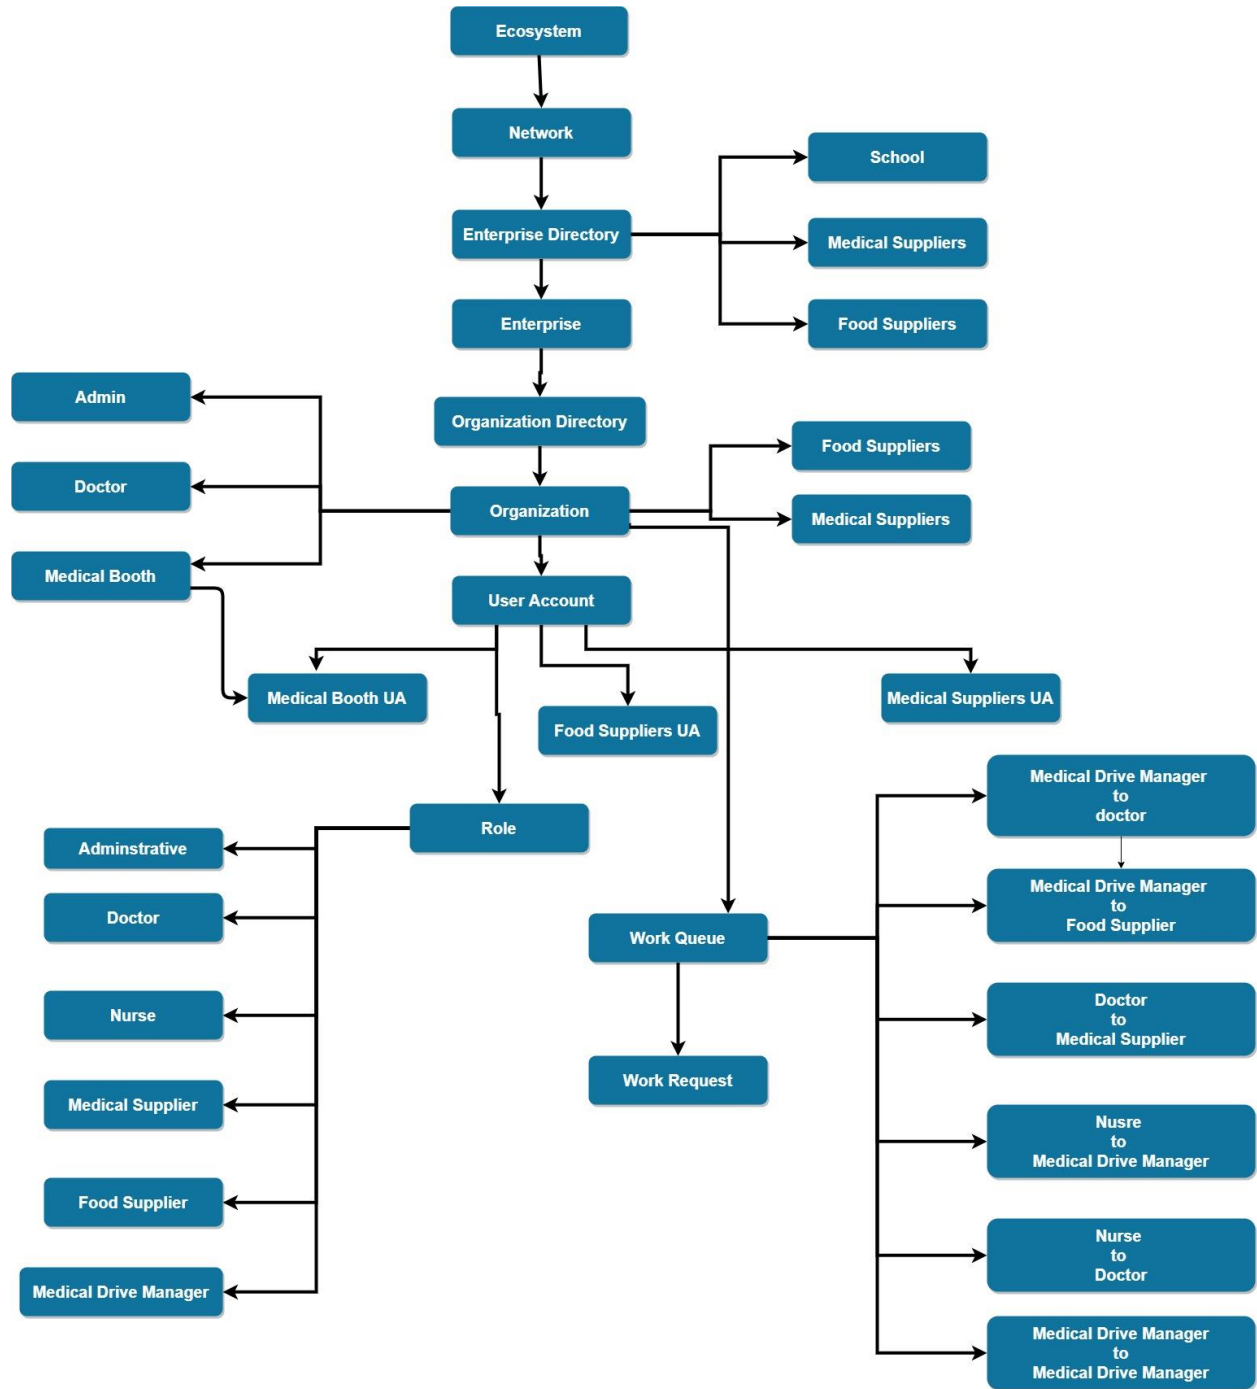 Ecosystem
Network
School
Enterprise Directory
Medical Suppliers
Enterprise
Food Suppliers
Admin
Organization Directory
Food Suppliers
Doctor
Organization
Medical Suppliers
Medical Booth
User Account
Medical Booth UA
Medical Suppliers UA
Food Suppliers UA
Role
Adminstrative
Doctor
Nurse
Medical Supplier
Food Supplier
Medical Drive Manager
Work Queue
Work Request
Medical Drive Manager
to
doctor
Medical Drive Manager
to
Food Supplier
Doctor
to
Medical Supplier
Nusre
to
Medical Drive Manager
Nurse
to
Doctor
Medical Drive Manager
to
Medical Drive Manager